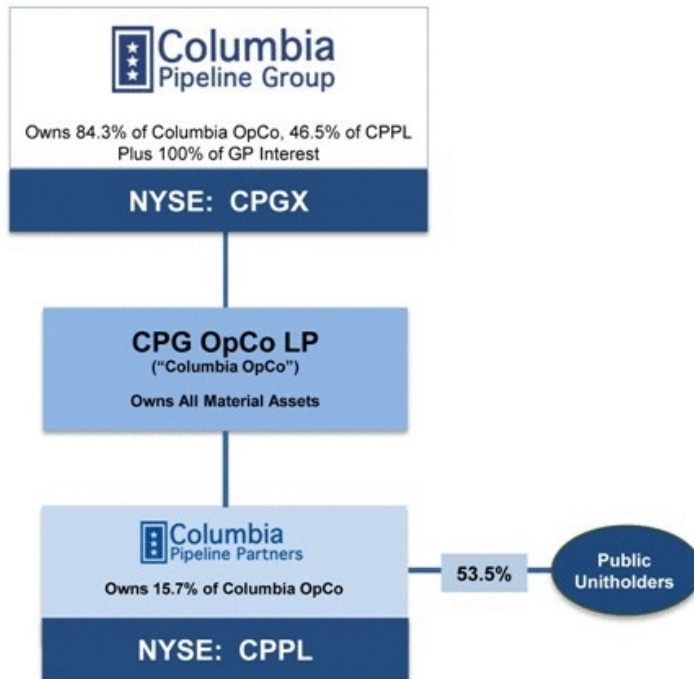 Columbia
Pipeline Group
Owns 84.3% of Columbia OpCo, 46.5% of CPPL
Plus 100% of GP Interest
NYSE: CPGX
CPG OpCo LP
(“Columbia OpCo”)
Owns All Material Assets
Columbia
Pipeline Partners
Owns 15.7% of Columbia OpCo
NYSE: CPPL
53.5%
Public
Unitholders